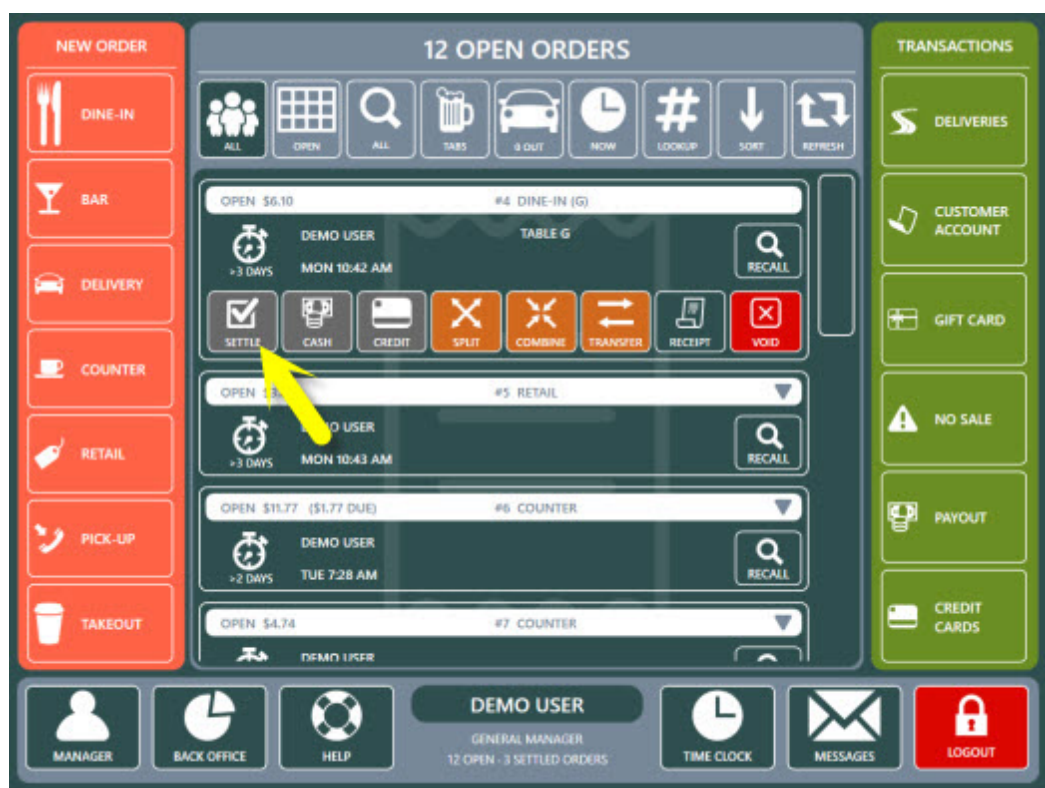 NEW ORDER
DINE-IN
BAR
DELIVERY
COUNTER
RETAIL
PICK-UP
TAKEOUT
12 OPEN ORDERS
ALL
OPEN
ALL
TABS
0 OUT
NOW
LOOKUP
SORT
REFRESH
OPEN $6.10 #4 DINE-IN (G)
DEMO USER TABLE G
>3 DAYS MON 10:42 AM RECALL
SETTLE CASH CREDIT SPLIT COMBINE TRANSFER RECEIPT VOID
OPEN #5 RETAIL
USER
>3 DAYS MON 10:43 AM RECALL
OPEN $11.77 ($1.77 DUE) #6 COUNTER
DEMO USER
>2 DAYS TUE 7:28 AM RECALL
OPEN $4.74 #7 COUNTER
DEMO USER
TRANSACTIONS
DELIVERIES
CUSTOMER
ACCOUNT
GIFT CARD
NO SALE
PAYOUT
CREDIT
CARDS
MANAGER
BACK OFFICE
HELP
DEMO USER
GENERAL MANAGER
12 OPEN - 3 SETTLED ORDERS
TIME CLOCK
MESSAGES
LOGOUT